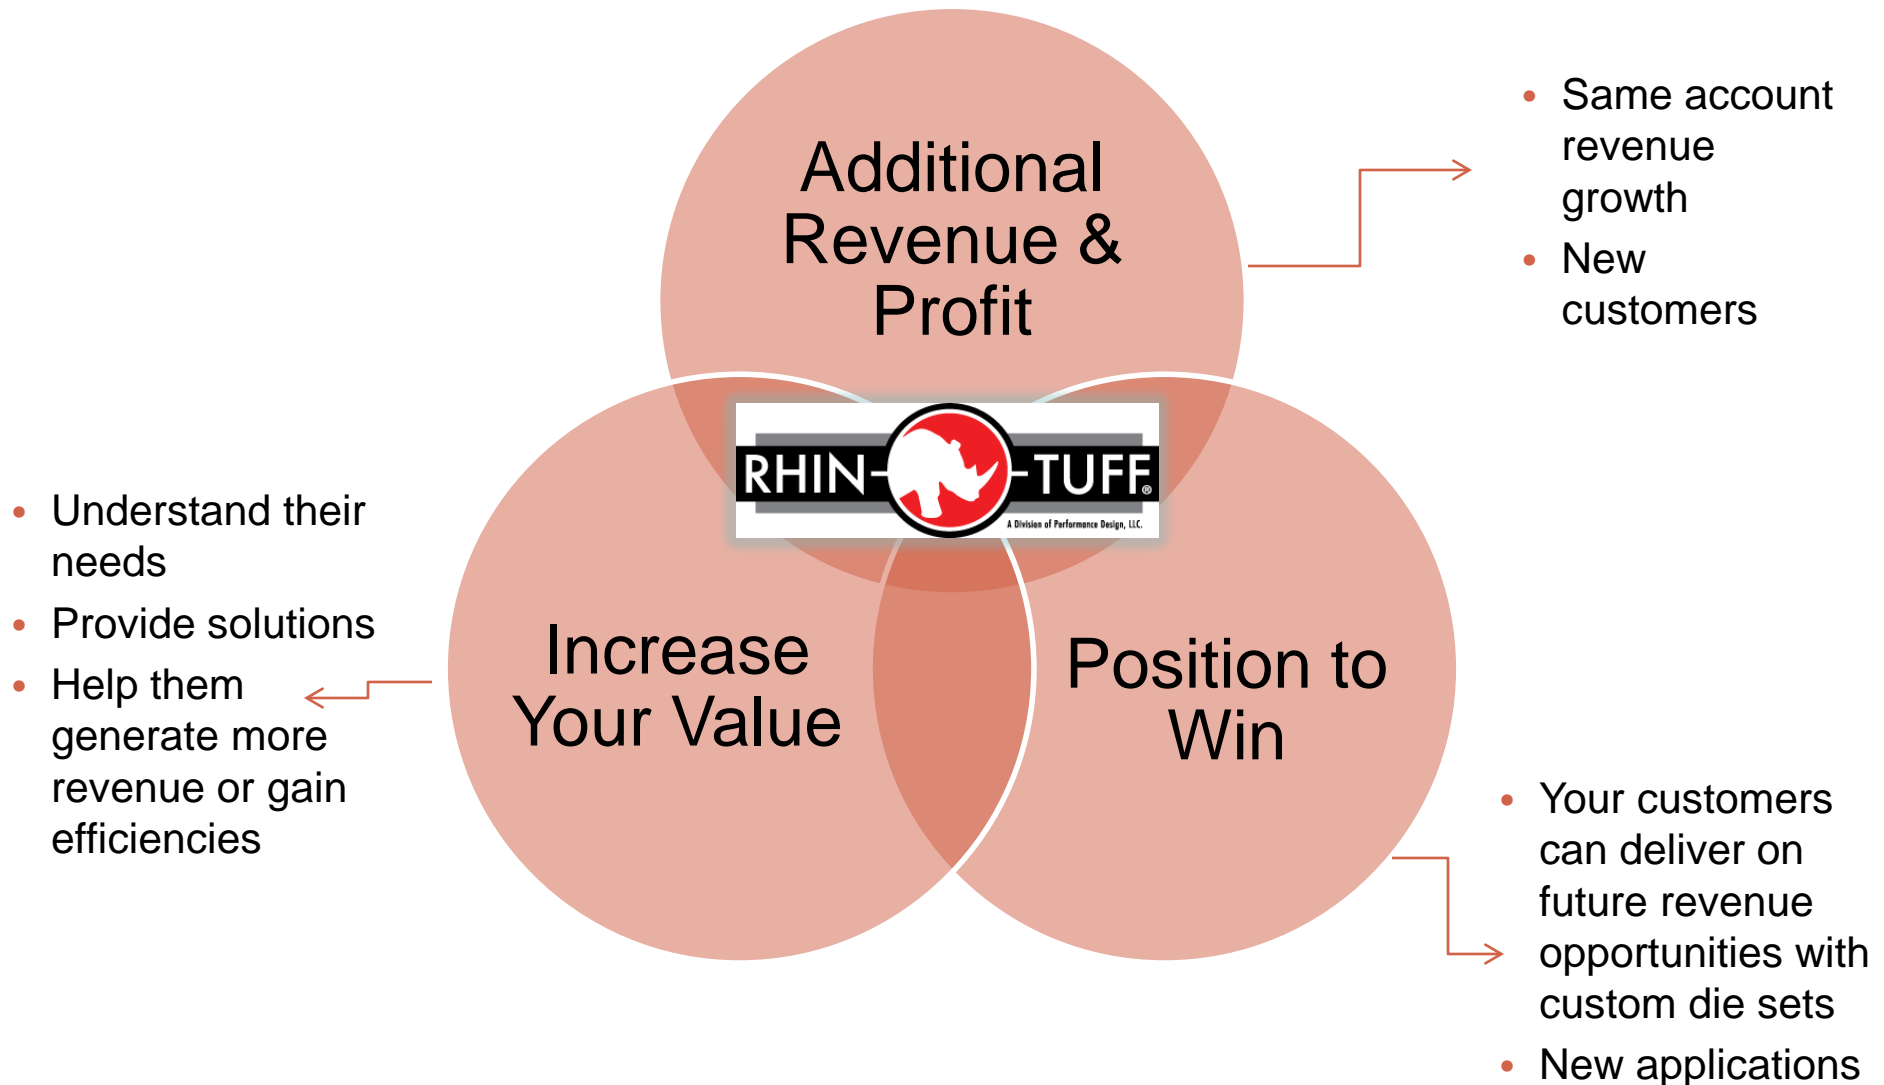 Additional
Revenue &
Profit
• Same account
revenue
growth
• New
customers
RHIN-O-TUFF®
A Division of Performance Design, LLC.
• Understand their
needs
• Provide solutions
• Help them
generate more
revenue or gain
efficiencies
Increase
Your Value
Position to
Win
• Your customers
can deliver on
future revenue
opportunities with
custom die sets
• New applications